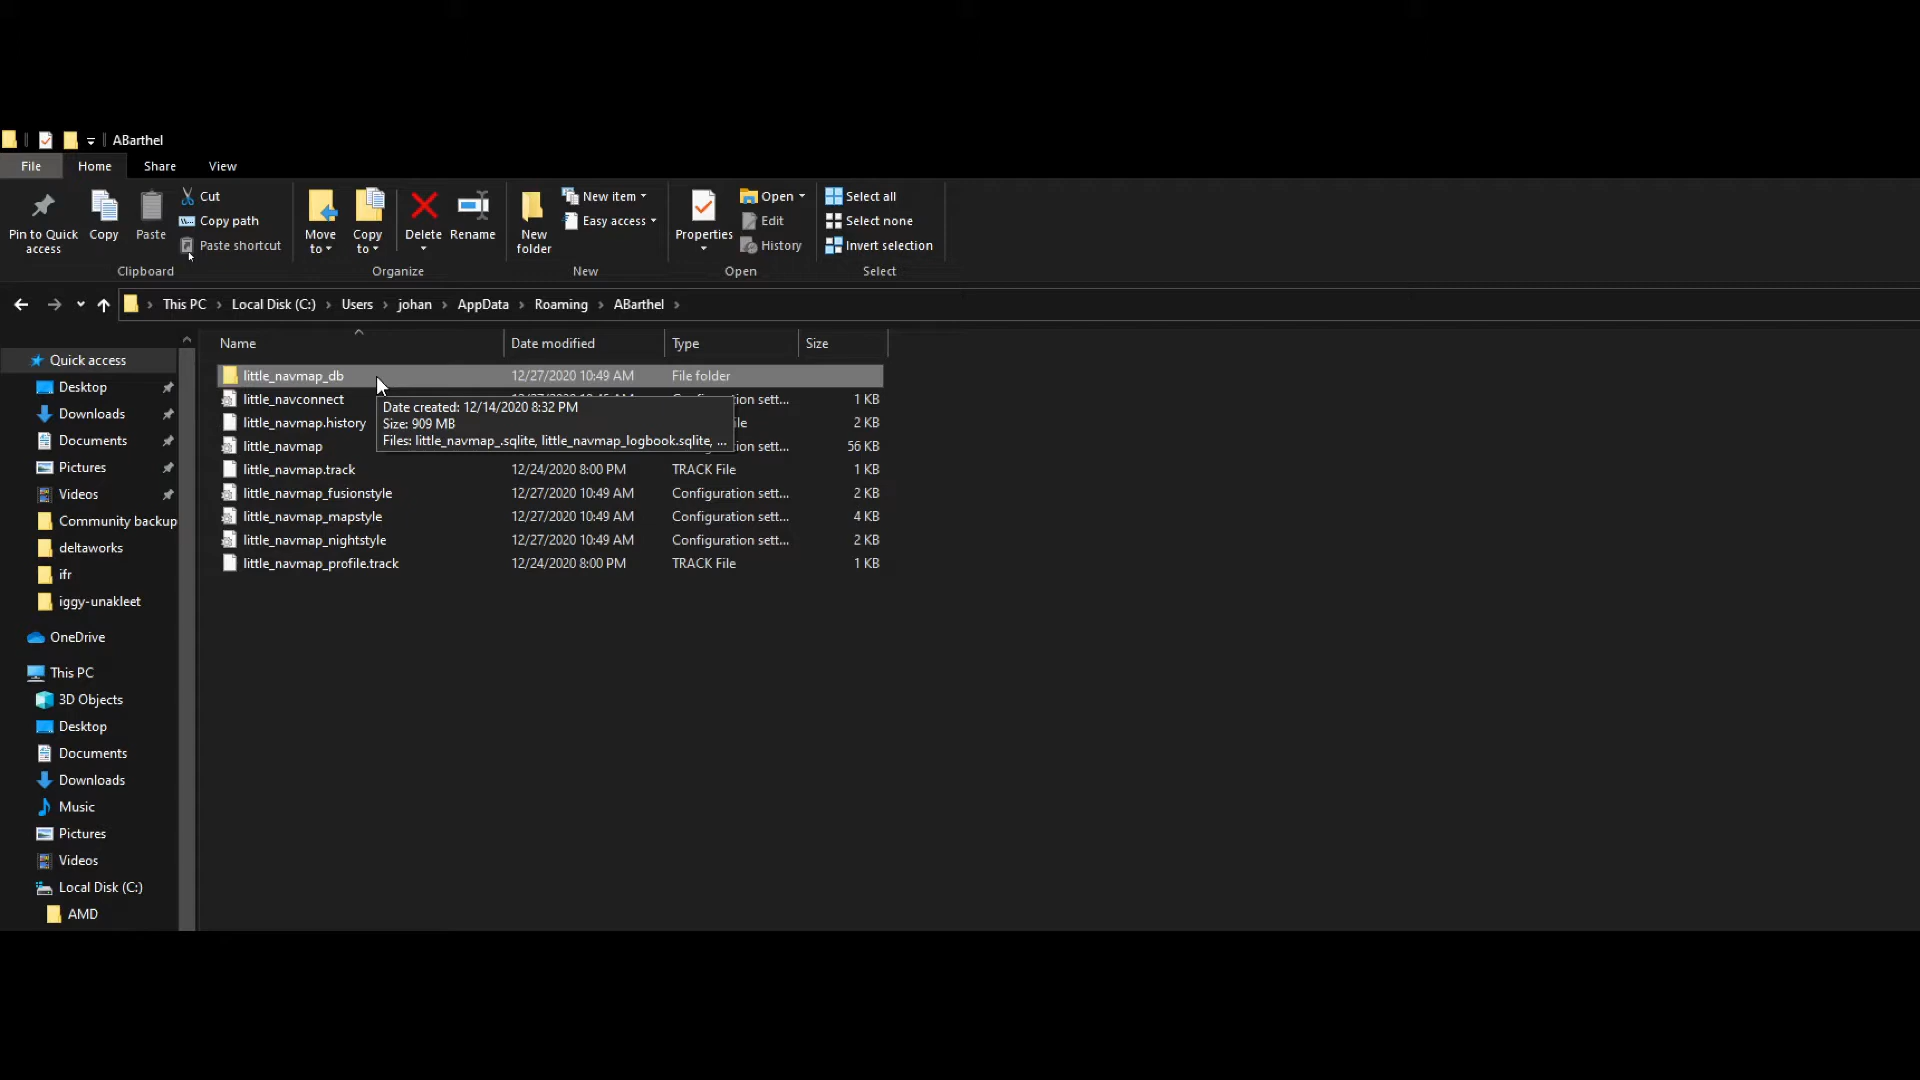 ABarthel
File Home Share View
Pin to Quick access
Copy
Paste
Cut
Copy path
Paste shortcut
Clipboard
Move to
Copy to
Delete
Rename
Organize
New folder
New item
Easy access
New
Properties
Open
Edit
History
Open
Select all
Select none
Invert selection
Select
This PC Local Disk (C:) Users johan AppData Roaming ABarthel
Name Date modified Type Size
little_navmap_db 12/27/2020 10:49 AM File folder
little_navconnect sett... 1 KB
little_navmap.history 2 KB
little_navmap 56 KB
little_navmap.track 12/24/2020 8:00 PM TRACK File 1 KB
little_navmap_fusionstyle 12/27/2020 10:49 AM Configuration sett... 2 KB
little_navmap_mapstyle 12/27/2020 10:49 AM Configuration sett... 4 KB
little_navmap_nightstyle 12/27/2020 10:49 AM Configuration sett... 2 KB
little_navmap_profile.track 12/24/2020 8:00 PM TRACK File 1 KB
Date created: 12/14/2020 8:32 PM
Size: 909 MB
Files: little_navmap_.sqlite, little_navmap_logbook.sqlite, ...
Quick access
Desktop
Downloads
Documents
Pictures
Videos
Community backup
deltaworks
ifr
iggy-unakleet
OneDrive
This PC
3D Objects
Desktop
Documents
Downloads
Music
Pictures
Videos
Local Disk (C:)
AMD